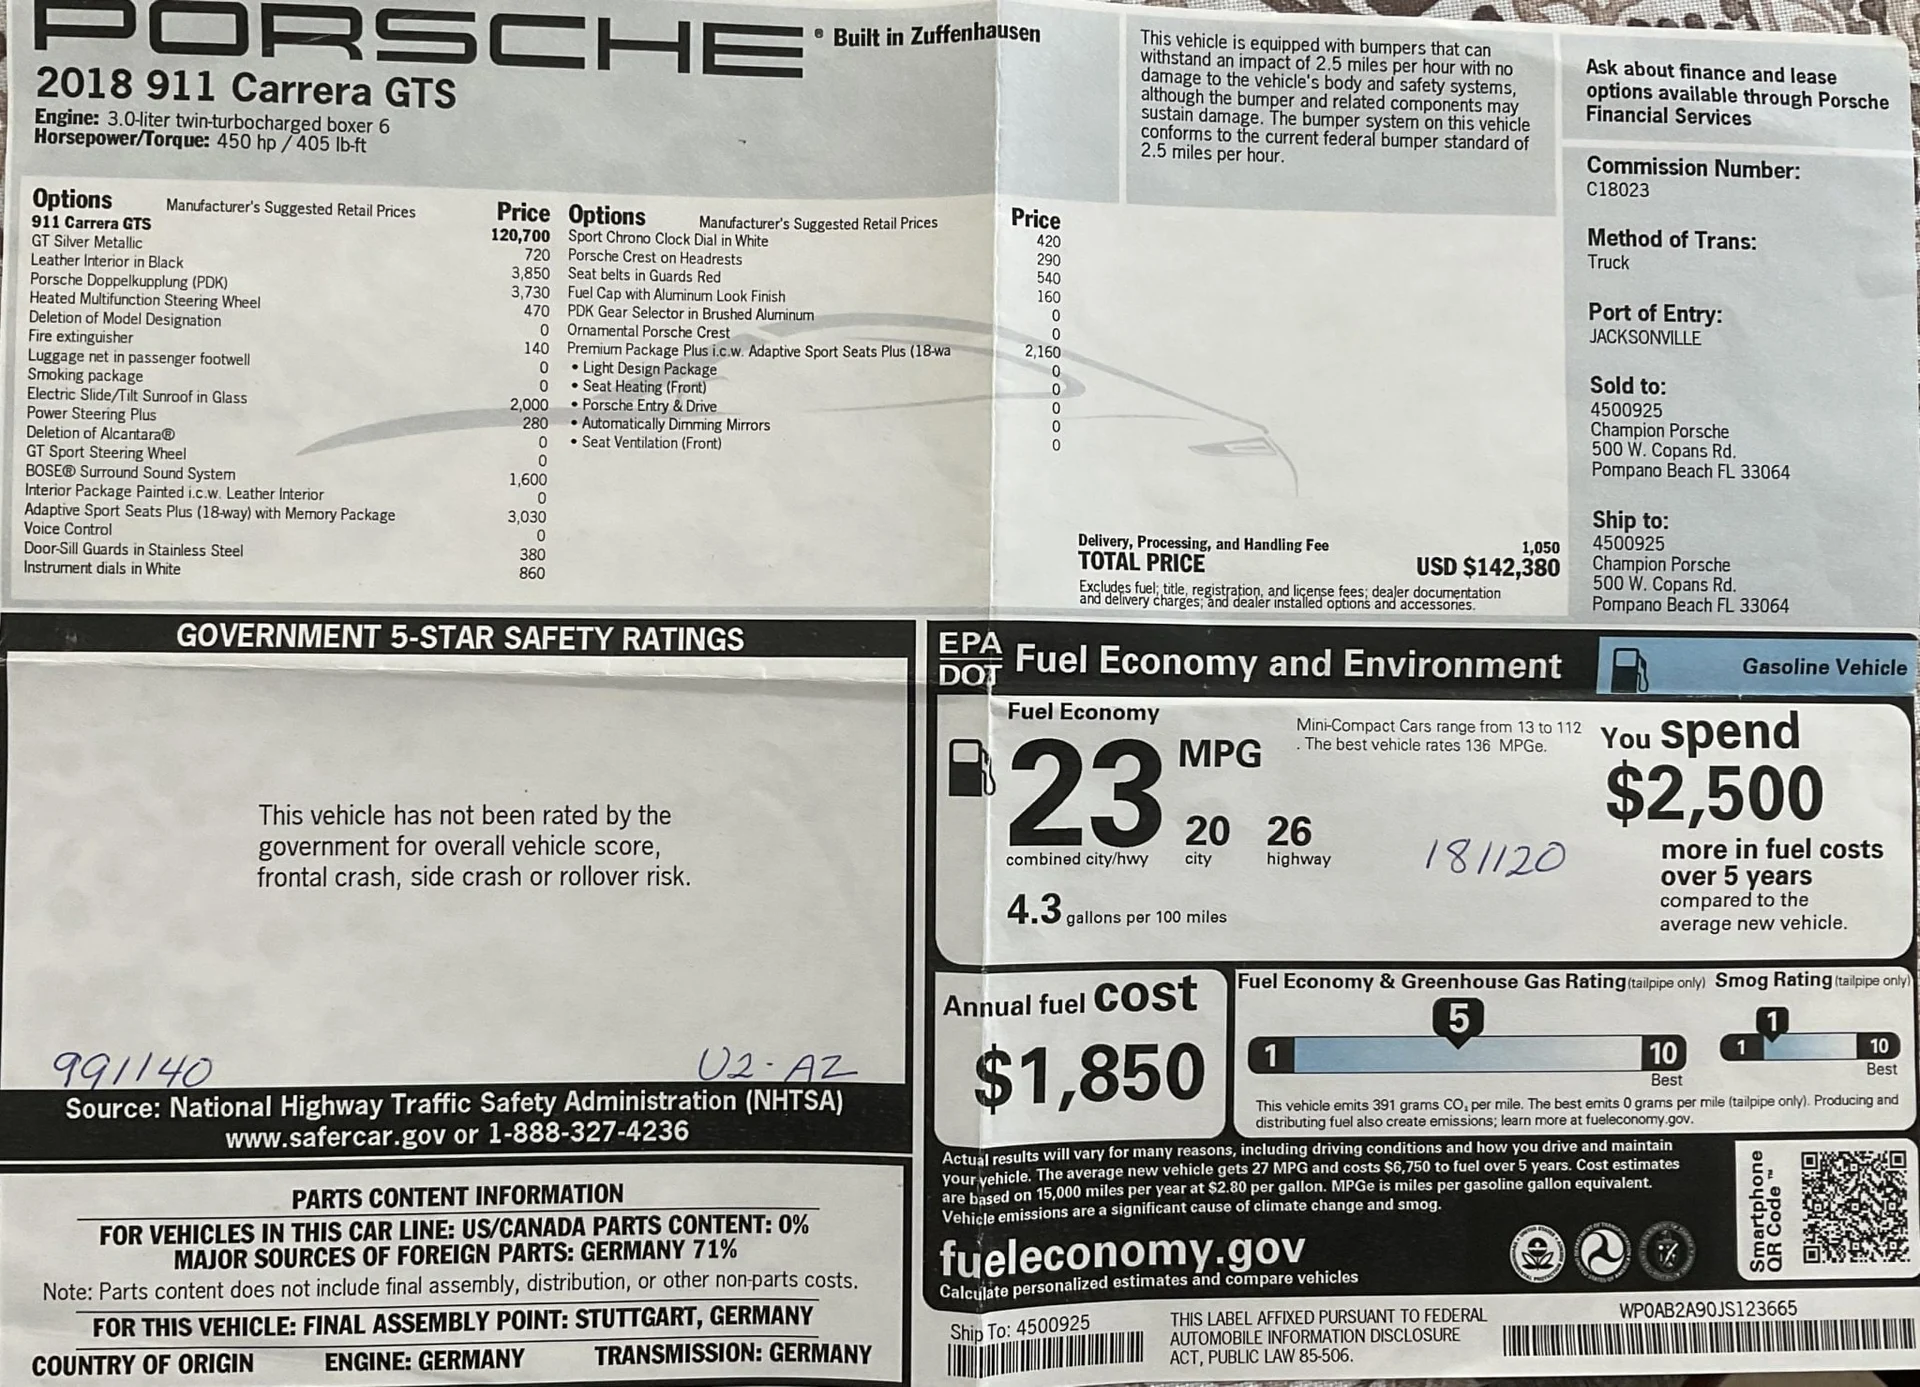 PORSCHE® Built in Zuffenhausen
2018 911 Carrera GTS
Engine: 3.0-liter twin-turbocharged boxer 6
Horsepower/Torque: 450 hp / 405 lb-ft
Options Manufacturer's Suggested Retail Prices Price
911 Carrera GTS 120,700
GT Silver Metallic 720
Leather Interior in Black 3,850
Porsche Doppelkupplung (PDK) 3,730
Heated Multifunction Steering Wheel 470
Deletion of Model Designation 0
Fire extinguisher 140
Luggage net in passenger footwell 0
Smoking package 0
Electric Slide/Tilt Sunroof in Glass 2,000
Power Steering Plus 280
Deletion of Alcantara® 0
GT Sport Steering Wheel 0
BOSE® Surround Sound System 1,600
Interior Package Painted i.c.w. Leather Interior 0
Adaptive Sport Seats Plus (18-way) with Memory Package 3,030
Voice Control 0
Door-Sill Guards in Stainless Steel 380
Instrument dials in White 860
Options Manufacturer's Suggested Retail Prices Price
Sport Chrono Clock Dial in White 420
Porsche Crest on Headrests 290
Seat belts in Guards Red 540
Fuel Cap with Aluminum Look Finish 160
PDK Gear Selector in Brushed Aluminum 0
Ornamental Porsche Crest 0
Premium Package Plus i.c.w. Adaptive Sport Seats Plus (18-wa 2,160
• Light Design Package 0
• Seat Heating (Front) 0
• Porsche Entry & Drive 0
• Automatically Dimming Mirrors 0
• Seat Ventilation (Front) 0
Delivery, Processing, and Handling Fee 1,050
TOTAL PRICE USD $142,380
Excludes fuel; title, registration, and license fees; dealer documentation
and delivery charges; and dealer installed options and accessories.
This vehicle is equipped with bumpers that can
withstand an impact of 2.5 miles per hour with no
damage to the vehicle's body and safety systems,
although the bumper and related components may
sustain damage. The bumper system on this vehicle
conforms to the current federal bumper standard of
2.5 miles per hour.
Ask about finance and lease
options available through Porsche
Financial Services
Commission Number:
C18023
Method of Trans:
Truck
Port of Entry:
JACKSONVILLE
Sold to:
4500925
Champion Porsche
500 W. Copans Rd.
Pompano Beach FL 33064
Ship to:
4500925
Champion Porsche
500 W. Copans Rd.
Pompano Beach FL 33064
GOVERNMENT 5-STAR SAFETY RATINGS
This vehicle has not been rated by the
government for overall vehicle score,
frontal crash, side crash or rollover risk.
991140 U2-AZ
Source: National Highway Traffic Safety Administration (NHTSA)
www.safercar.gov or 1-888-327-4236
PARTS CONTENT INFORMATION
FOR VEHICLES IN THIS CAR LINE: US/CANADA PARTS CONTENT: 0%
MAJOR SOURCES OF FOREIGN PARTS: GERMANY 71%
Note: Parts content does not include final assembly, distribution, or other non-parts costs.
FOR THIS VEHICLE: FINAL ASSEMBLY POINT: STUTTGART, GERMANY
COUNTRY OF ORIGIN ENGINE: GERMANY TRANSMISSION: GERMANY
EPA
DOT
Fuel Economy and Environment
Gasoline Vehicle
Fuel Economy
23 MPG
combined city/hwy
20
city
26
highway
4.3 gallons per 100 miles
Mini-Compact Cars range from 13 to 112
. The best vehicle rates 136 MPGe.
181120
You spend
$2,500
more in fuel costs
over 5 years
compared to the
average new vehicle.
Annual fuel cost
$1,850
Fuel Economy & Greenhouse Gas Rating (tailpipe only)
5
1 10
Best
Smog Rating (tailpipe only)
1
1 10
Best
This vehicle emits 391 grams CO₂ per mile. The best emits 0 grams per mile (tailpipe only). Producing and
distributing fuel also create emissions; learn more at fueleconomy.gov.
Actual results will vary for many reasons, including driving conditions and how you drive and maintain
your vehicle. The average new vehicle gets 27 MPG and costs $6,750 to fuel over 5 years. Cost estimates
are based on 15,000 miles per year at $2.80 per gallon. MPGe is miles per gasoline gallon equivalent.
Vehicle emissions are a significant cause of climate change and smog.
fueleconomy.gov
Calculate personalized estimates and compare vehicles
Smartphone
QR Code™
Ship To: 4500925
THIS LABEL AFFIXED PURSUANT TO FEDERAL
AUTOMOBILE INFORMATION DISCLOSURE
ACT, PUBLIC LAW 85-506.
WP0AB2A90JS123665